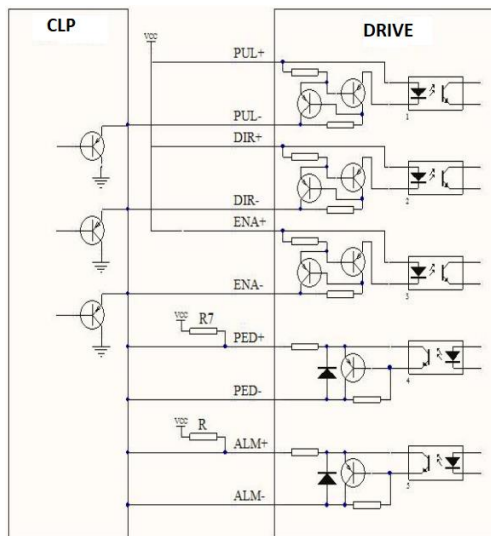 CLP
DRIVE
VCC
PUL+
PUL-
1
DIR+
DIR-
2
ENA+
ENA-
3
VCC
R7
PED+
PED-
4
VCC
R
ALM+
ALM-
5